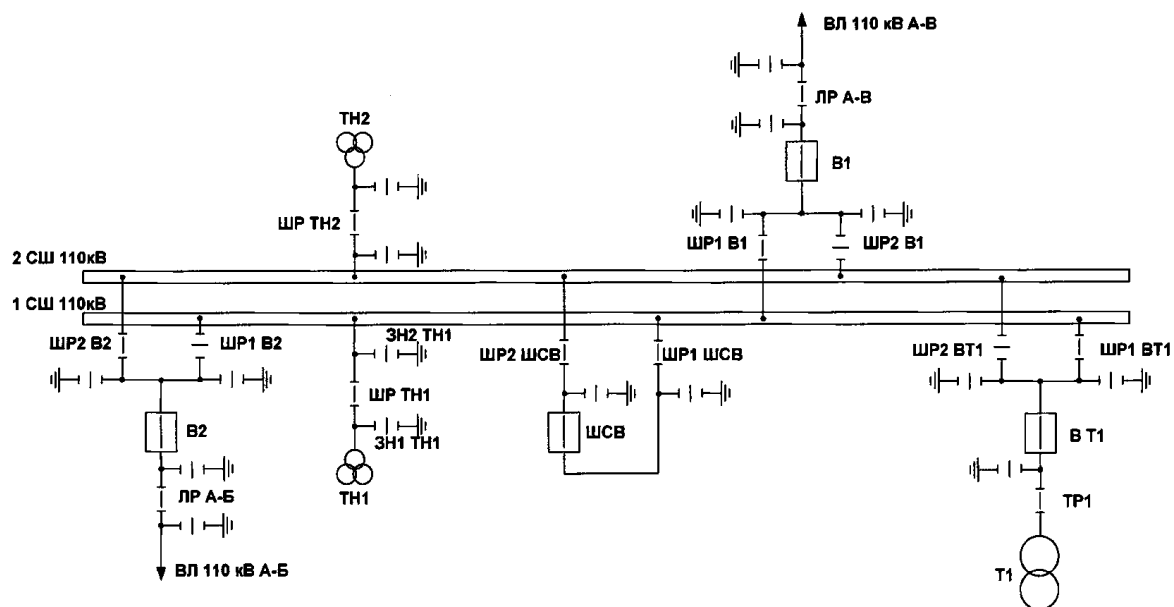 ВЛ 110 кВ А-В
ЛР А-В
ТН2
В1
ШР ТН2
ШР1 В1
ШР2 В1
2 СШ 110кВ
1 СШ 110кВ
ШР2 В2
ШР1 В2
ЗН2 ТН1
ШР2 ШСВ
ШР1 ШСВ
ШР2 ВТ1
ШР1 ВТ1
ШР ТН1
В2
ЗН1 ТН1
ШСВ
В Т1
ЛР А-Б
ТН1
ТР1
ВЛ 110 кВ А-Б
Т1